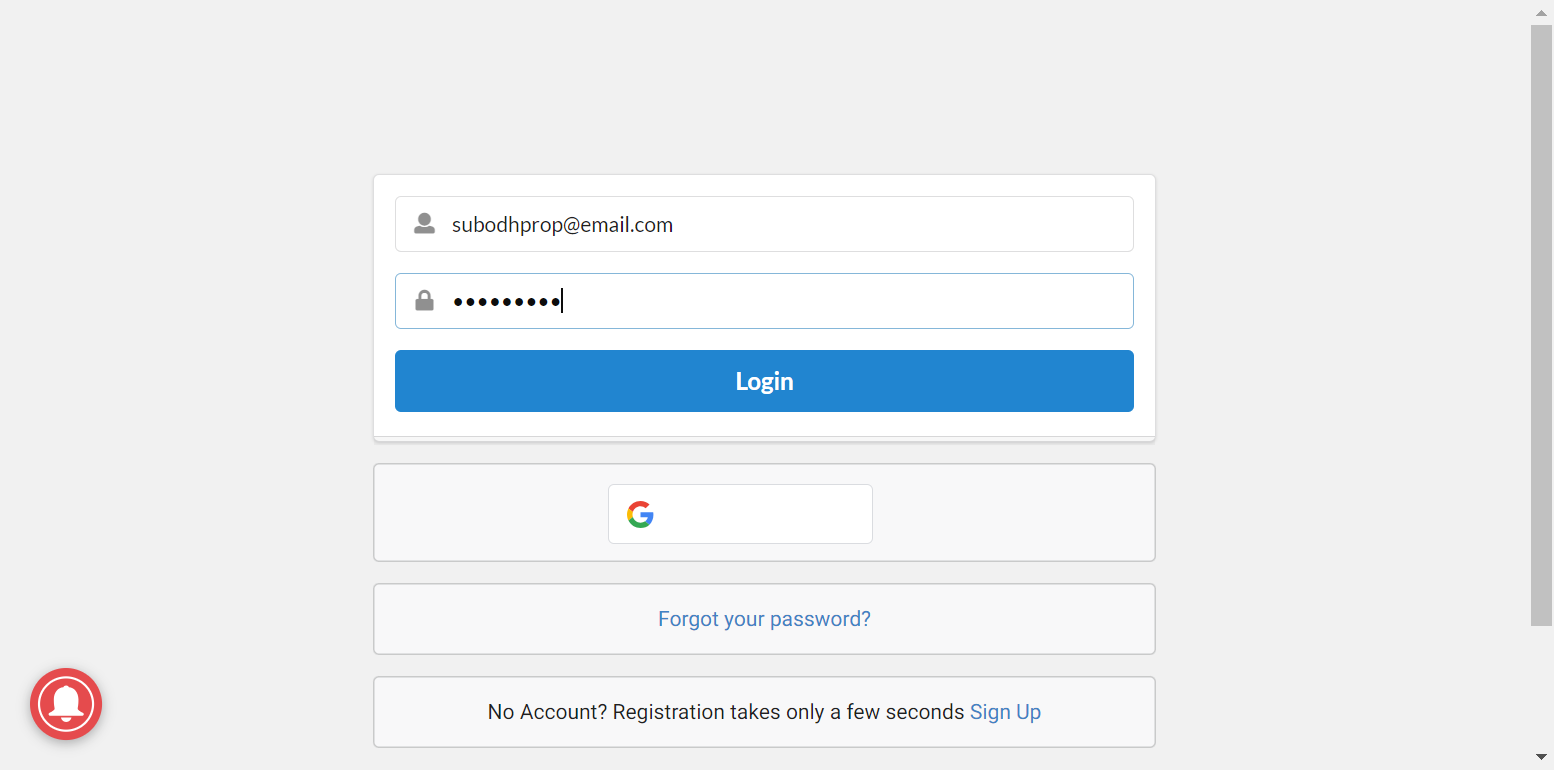 subodhprop@email.com
•••••••••
Login
Forgot your password?
No Account? Registration takes only a few seconds Sign Up